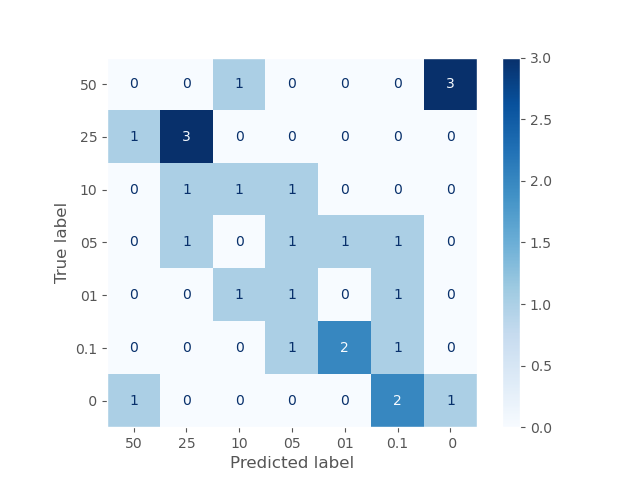 50 0 0 1 0 0 0 3
25 1 3 0 0 0 0 0
10 0 1 1 1 0 0 0
05 0 1 0 1 1 1 0
01 0 0 1 1 0 1 0
0.1 0 0 0 1 2 1 0
0 1 0 0 0 0 2 1
50 25 10 05 01 0.1 0
Predicted label
True label
3.0
2.5
2.0
1.5
1.0
0.5
0.0